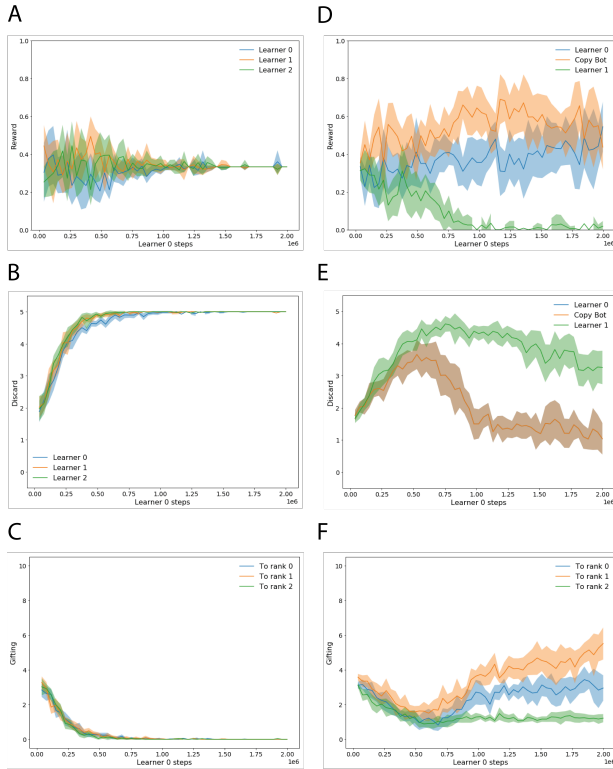 A
Learner 0
Learner 1
Learner 2
Reward
1.0
0.8
0.6
0.4
0.2
0.0
0.00 0.25 0.50 0.75 1.00 1.25 1.50 1.75 2.00
Learner 0 steps 1e6
D
Learner 0
Copy Bot
Learner 1
Reward
1.0
0.8
0.6
0.4
0.2
0.0
0.00 0.25 0.50 0.75 1.00 1.25 1.50 1.75 2.00
Learner 0 steps 1e6
B
Discard
5
4
3
2
1
0
Learner 0
Learner 1
Learner 2
0.00 0.25 0.50 0.75 1.00 1.25 1.50 1.75 2.00
Learner 0 steps 1e6
E
Learner 0
Copy Bot
Learner 1
Discard
5
4
3
2
1
0
0.00 0.25 0.50 0.75 1.00 1.25 1.50 1.75 2.00
Learner 0 steps 1e6
C
To rank 0
To rank 1
To rank 2
Gifting
10
8
6
4
2
0
0.00 0.25 0.50 0.75 1.00 1.25 1.50 1.75 2.00
Learner 0 steps 1e6
F
To rank 0
To rank 1
To rank 2
Gifting
10
8
6
4
2
0
0.00 0.25 0.50 0.75 1.00 1.25 1.50 1.75 2.00
Learner 0 steps 1e6